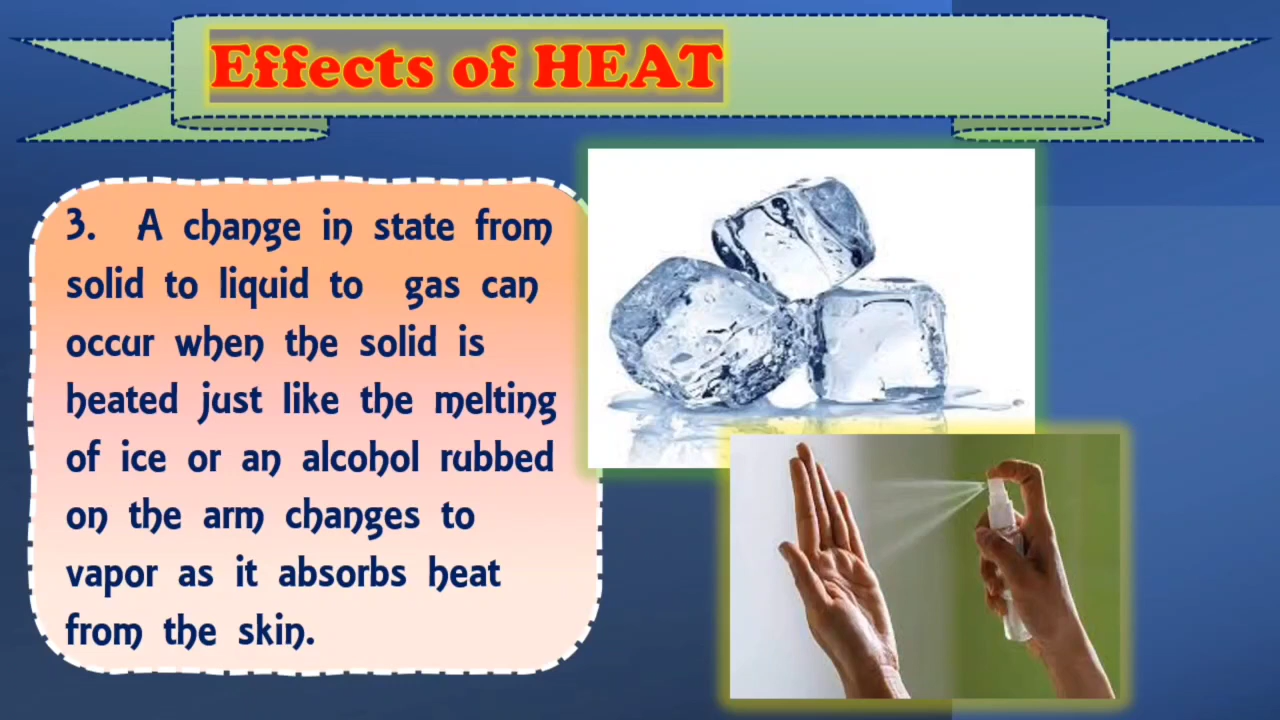 Effects of HEAT
3. A change in state from
solid to liquid to gas can
occur when the solid is
heated just like the melting
of ice or an alcohol rubbed
on the arm changes to
vapor as it absorbs heat
from the skin.